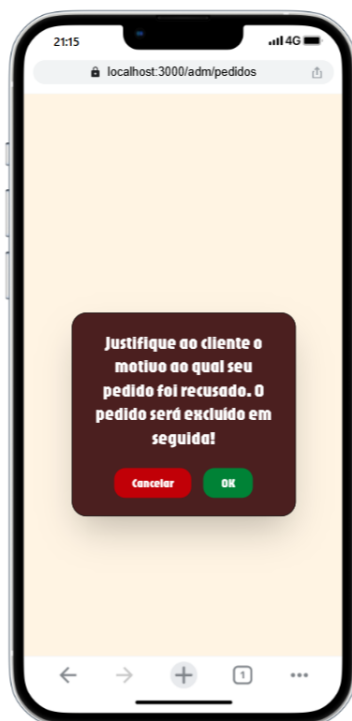 21:15
4G
localhost:3000/adm/pedidos
Justifique ao cliente o
motivo ao qual seu
pedido foi recusado. O
pedido será excluído em
seguida!
Cancelar
OK
1